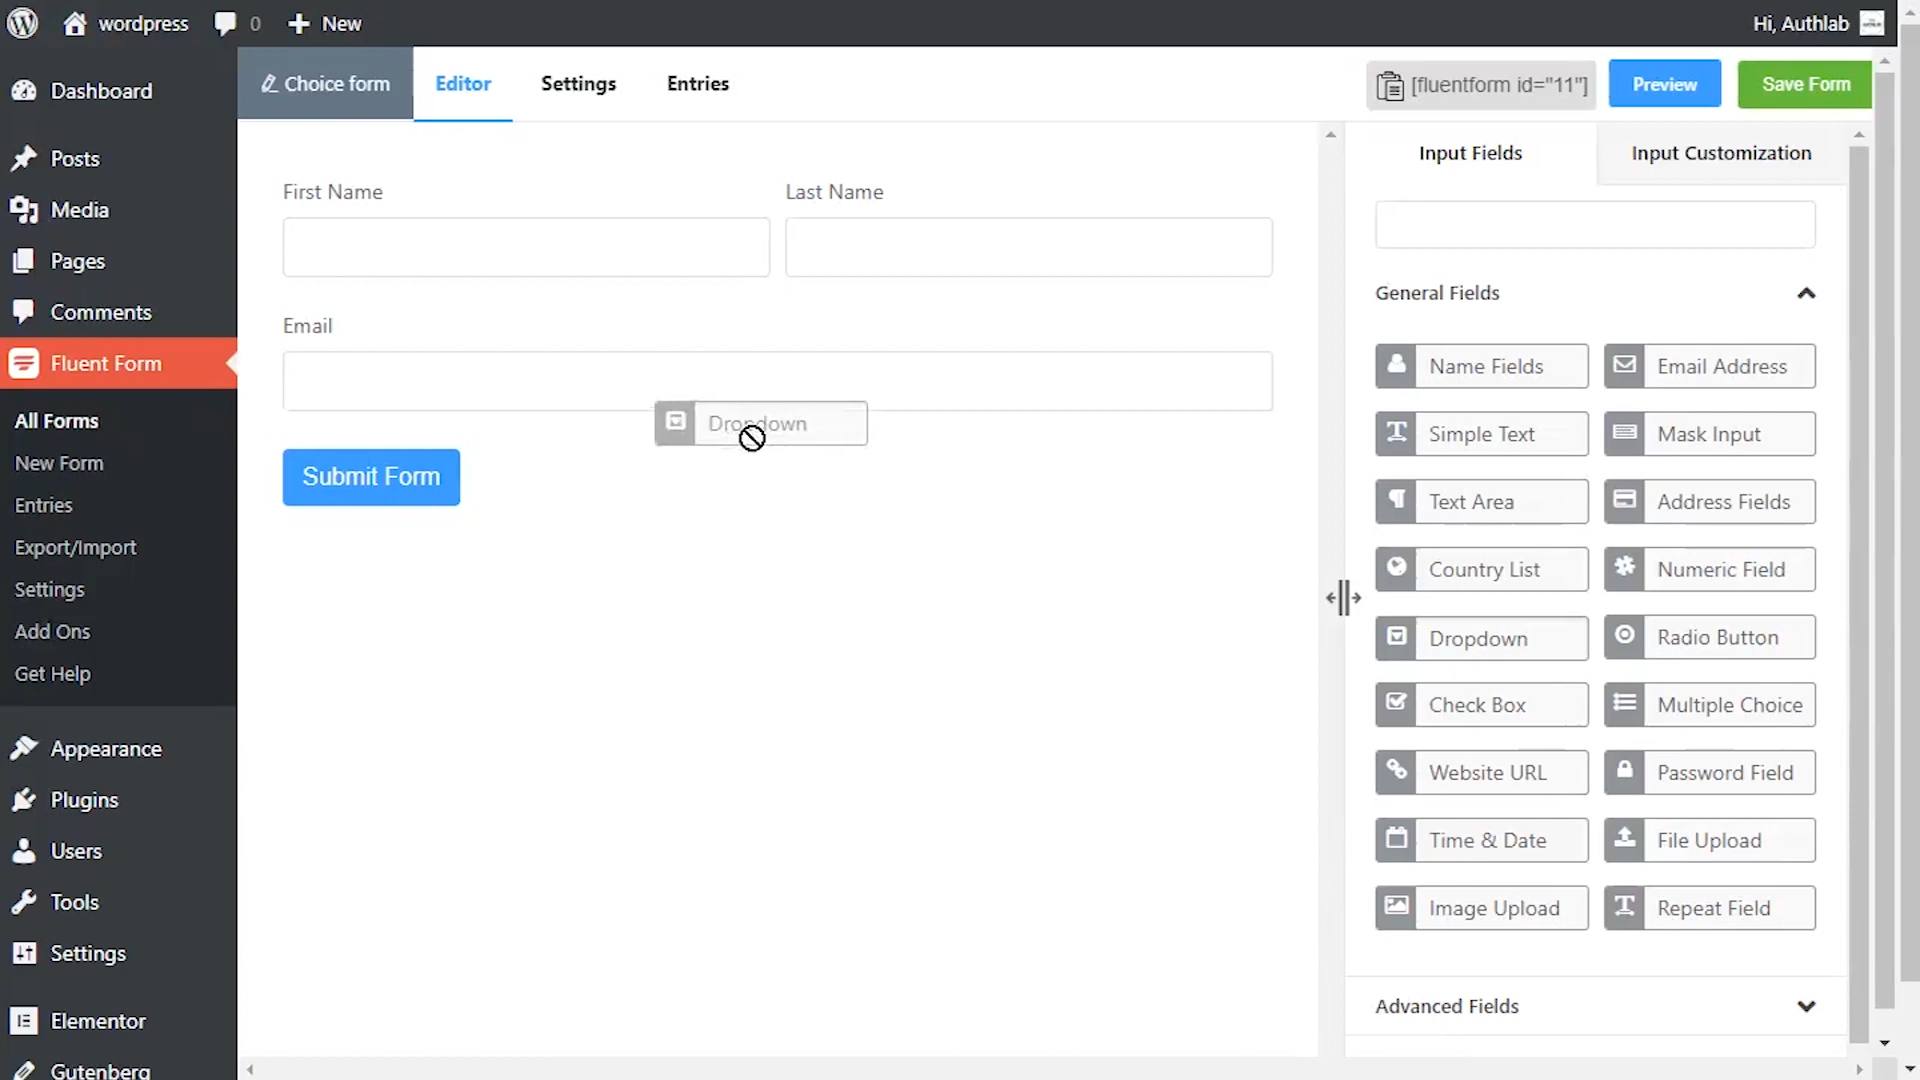 wordpress
0
New
Hi, Authlab
Dashboard
Posts
Media
Pages
Comments
Fluent Form
All Forms
New Form
Entries
Export/Import
Settings
Add Ons
Get Help
Appearance
Plugins
Users
Tools
Settings
Elementor
Gutenberg
Choice form
Editor
Settings
Entries
[fluentform id="11"]
Preview
Save Form
First Name
Last Name
Email
Dropdown
Submit Form
Input Fields
Input Customization
General Fields
Name Fields
Email Address
Simple Text
Mask Input
Text Area
Address Fields
Country List
Numeric Field
Dropdown
Radio Button
Check Box
Multiple Choice
Website URL
Password Field
Time & Date
File Upload
Image Upload
Repeat Field
Advanced Fields